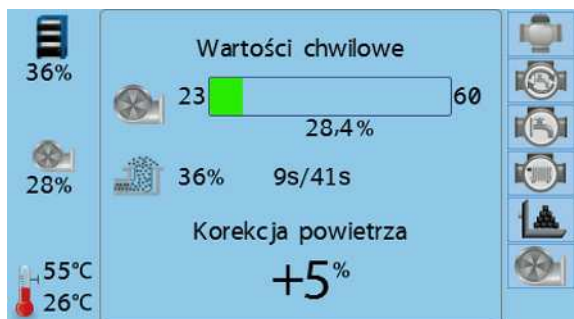 36%
28%
55°C
26°C
Wartości chwilowe
23 60
28,4%
36% 9s/41s
Korekcja powietrza
+5%